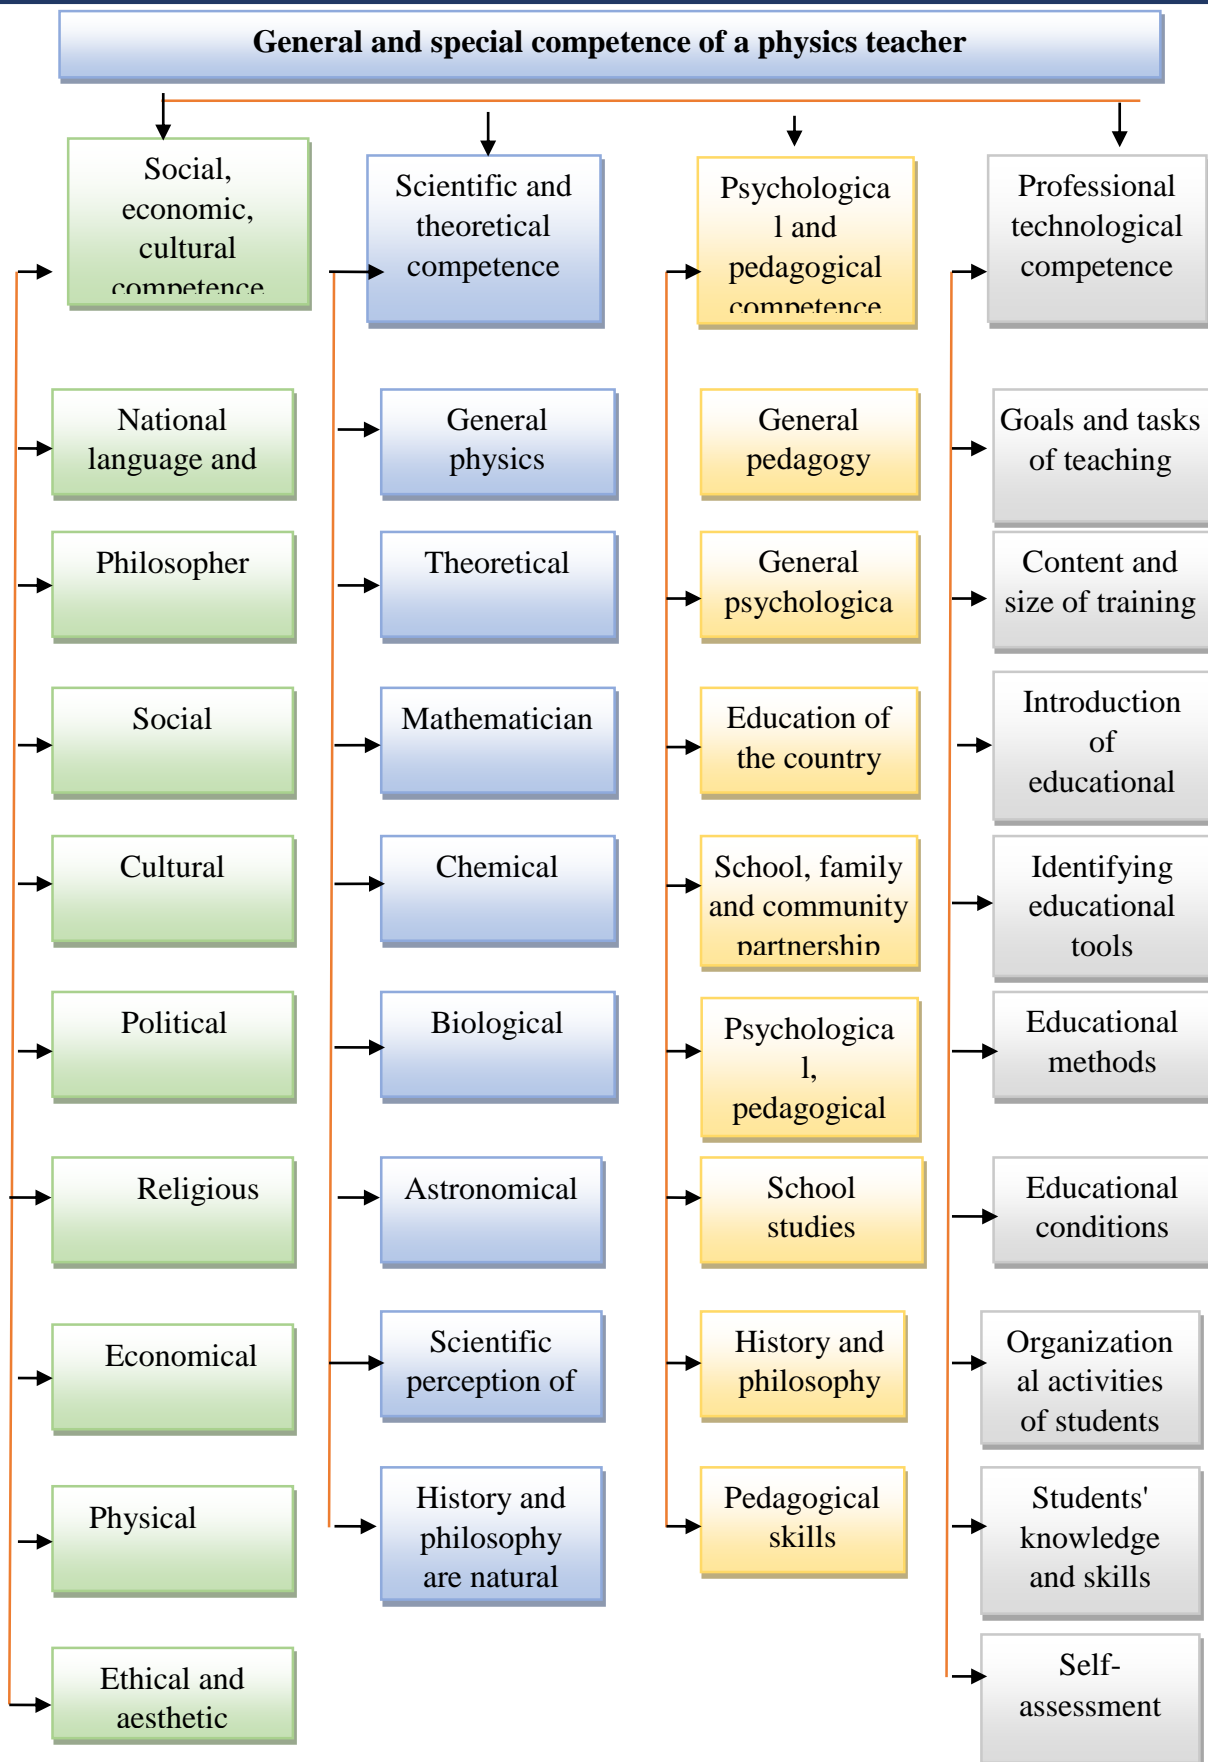 General and special competence of a physics teacher
Social,
economic,
cultural
competence
National
language and
Philosopher
Social
Cultural
Political
Religious
Economical
Physical
Ethical and
aesthetic
Scientific and
theoretical
competence
General
physics
Theoretical
Mathematician
Chemical
Biological
Astronomical
Scientific
perception of
History and
philosophy
are natural
Psychologica
l and
pedagogical
competence
General
pedagogy
General
psychologica
Education of
the country
School, family
and community
partnership
Psychologica
l,
pedagogical
School
studies
History and
philosophy
Pedagogical
skills
Professional
technological
competence
Goals and tasks
of teaching
Content and
size of training
Introduction
of
educational
Identifying
educational
tools
Educational
methods
Educational
conditions
Organization
al activities
of students
Students'
knowledge
and skills
Self-
assessment